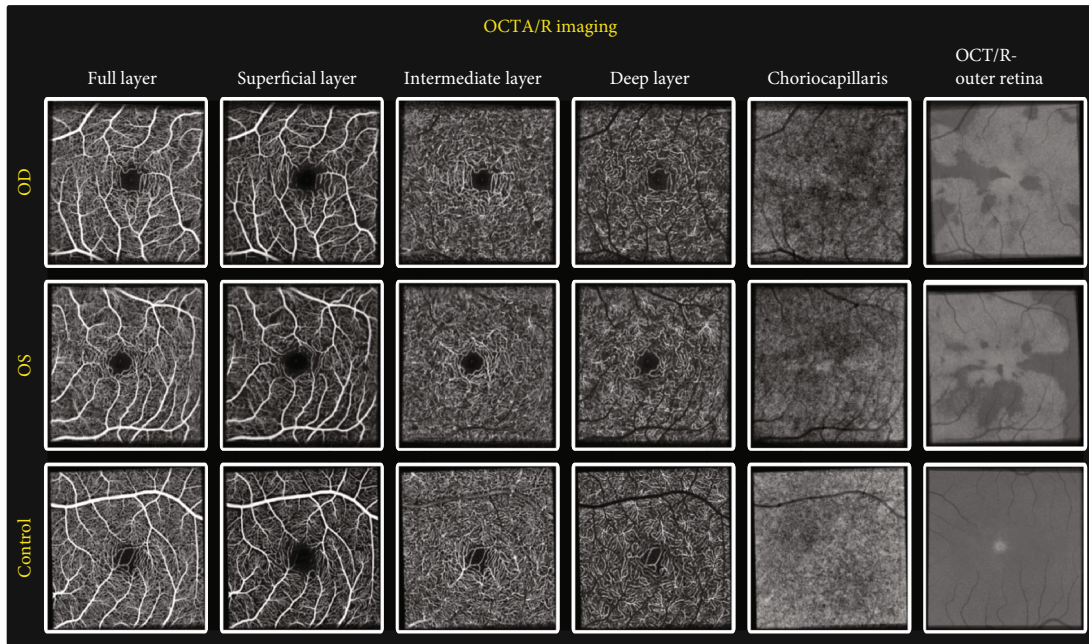 OCTA/R imaging
Full layer
Superficial layer
Intermediate layer
Deep layer
Choriocapillaris
OCT/R-
outer retina
OD
OS
Control